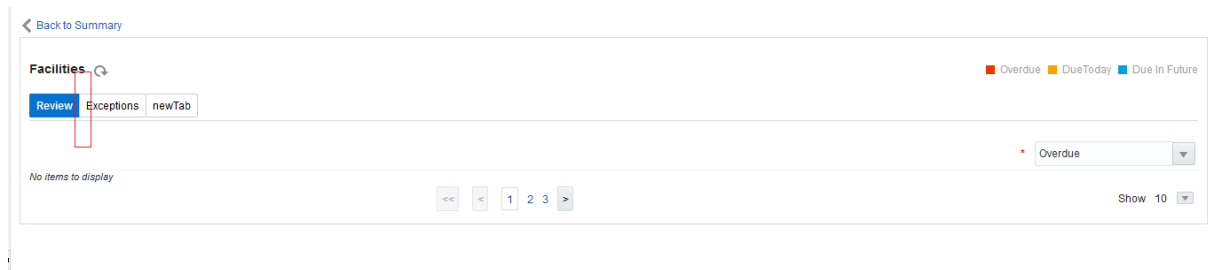 Back to Summary
Facilities
Overdue DueToday Due In Future
Review Exceptions newTab
* Overdue
No items to display
<< < 1 2 3 >
Show 10